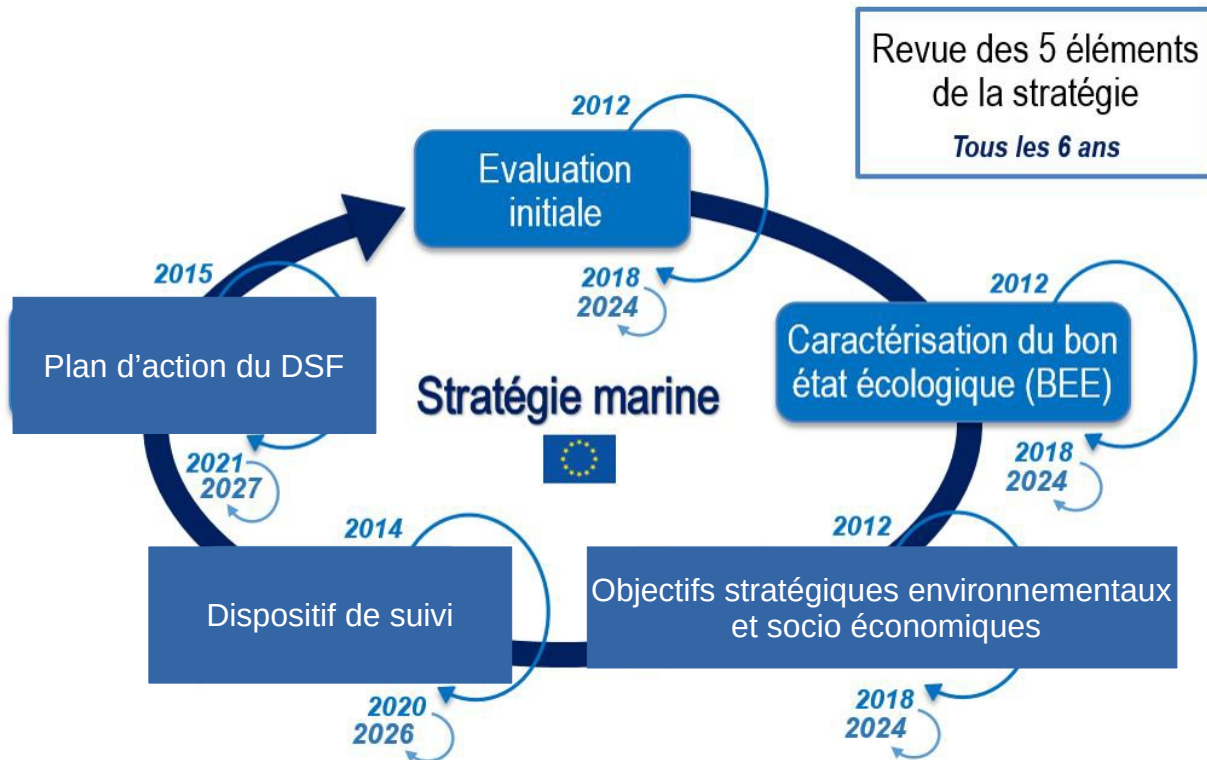 Revue des 5 éléments
de la stratégie
Tous les 6 ans
2012
Evaluation
initiale
2018
2024
2012
Caractérisation du bon
état écologique (BEE)
2018
2024
2012
Objectifs stratégiques environnementaux
et socio économiques
2018
2024
2014
Dispositif de suivi
2020
2026
2015
Plan d’action du DSF
2021
2027
Stratégie marine